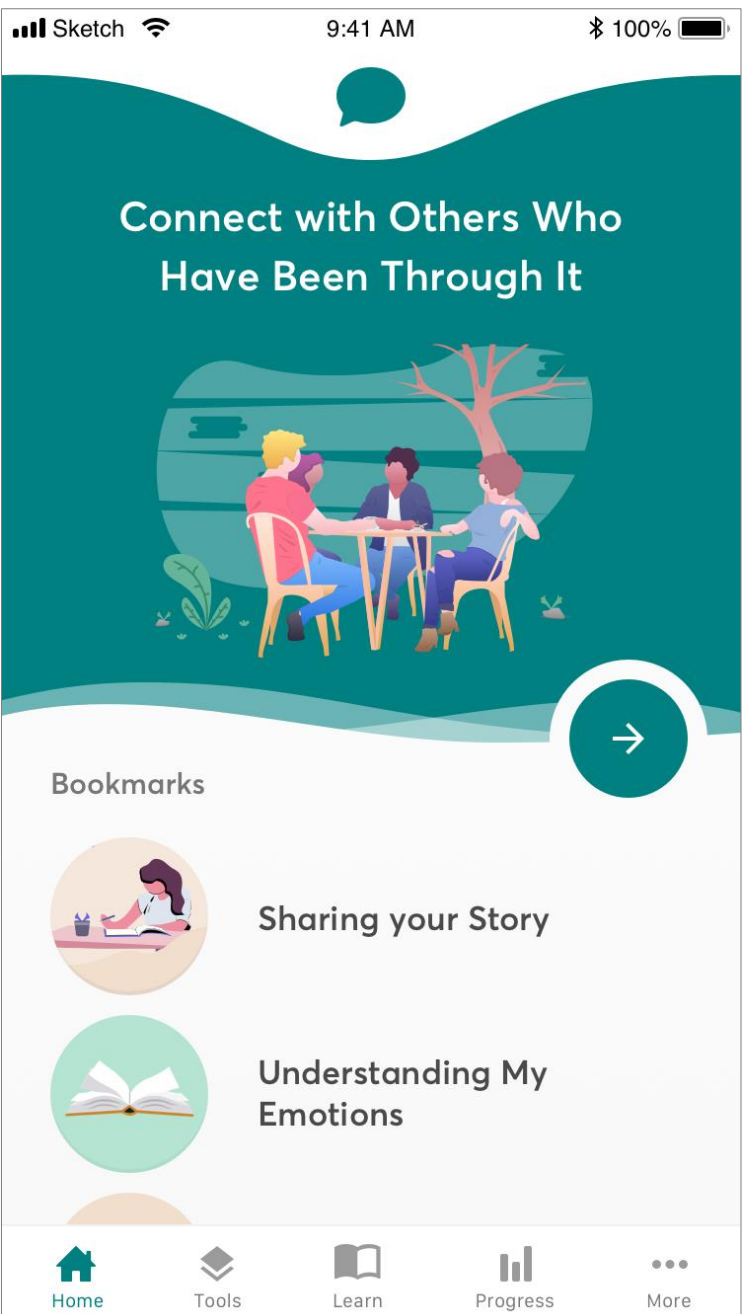 Sketch 9:41 AM 100%
Connect with Others Who
Have Been Through It
Bookmarks
Sharing your Story
Understanding My
Emotions
Home Tools Learn Progress More